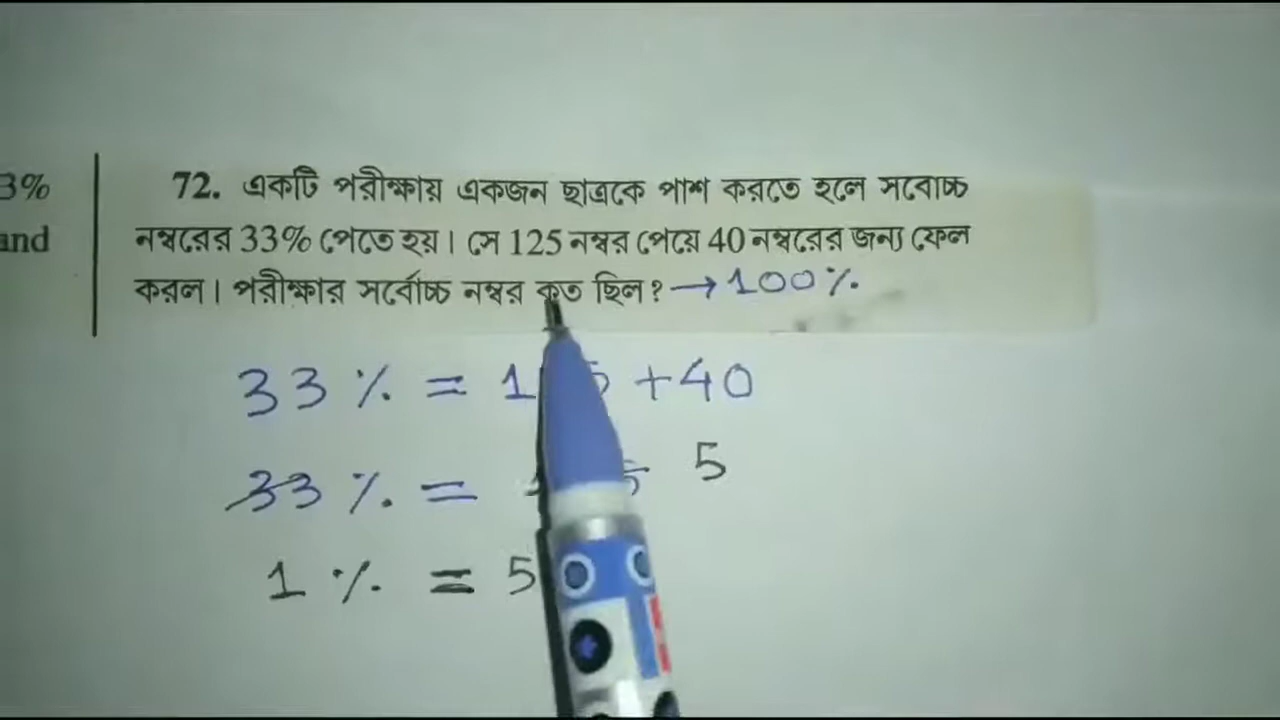 3%
and
72. একটি পরীক্ষায় একজন ছাত্রকে পাশ করতে হলে সর্বোচ্চ
নম্বরের 33% পেতে হয়। সে 125 নম্বর পেয়ে 40 নম্বরের জন্য ফেল
করল। পরীক্ষার সর্বোচ্চ নম্বর কত ছিল? → 100%
33% = +40
33% = 5
1% = 5